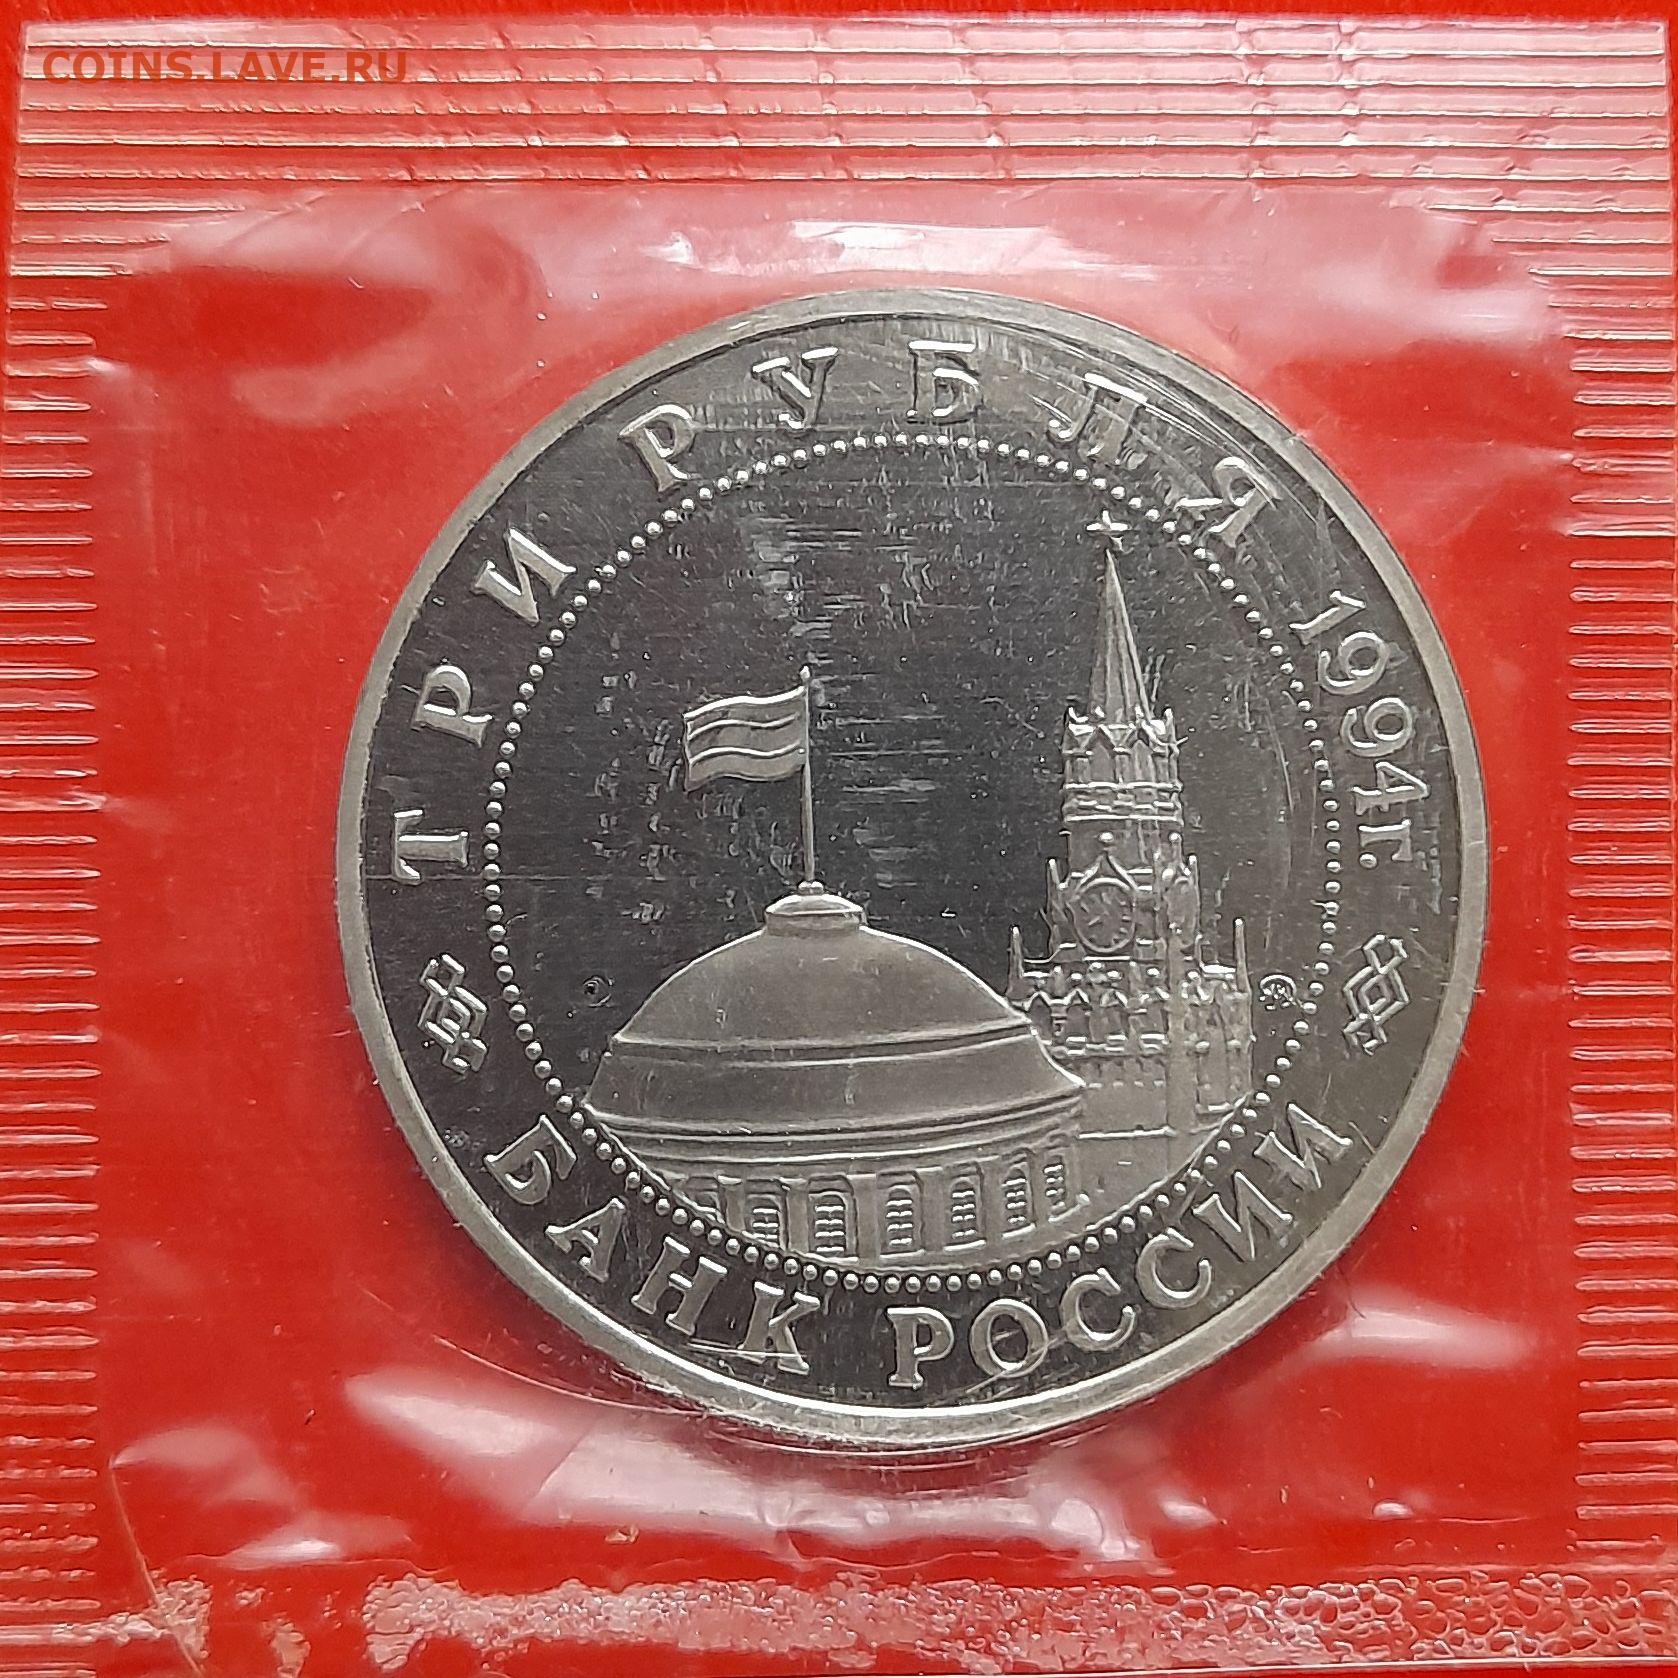 COINS.LAVE.RU
ТРИ РУБЛЯ 1994г.
БАНК РОССИИ